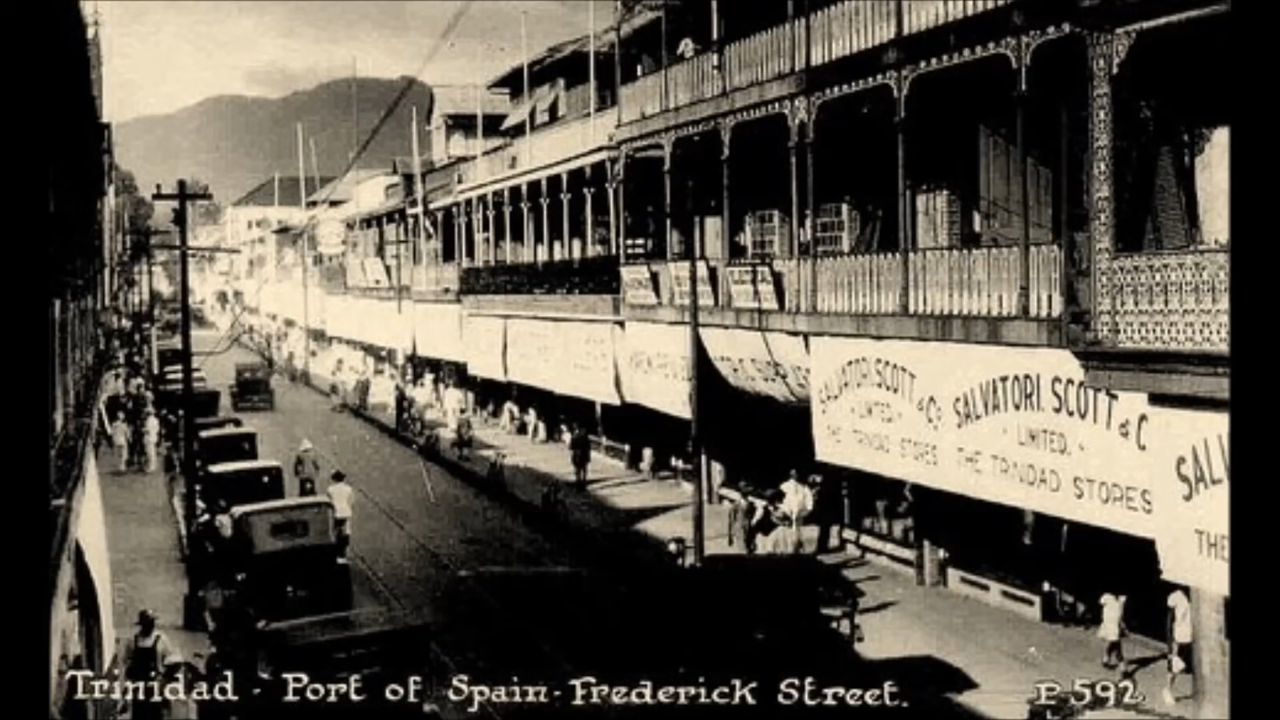 SALVATORI. SCOTT & Co
LIMITED.
THE TRINIDAD STORES
SALVATORI. SCOTT & C
LIMITED.
THE TRINIDAD STORES
SALV
THE
Trinidad - Port of Spain - Frederick Street.
P. 592.